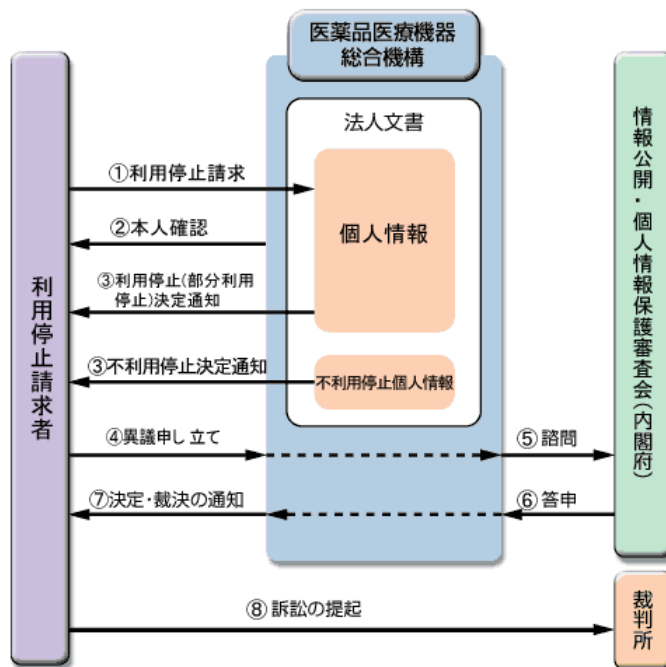 医薬品医療機器
総合機構
法人文書
①利用停止請求
個人情報
②本人確認
③利用停止(部分利用
停止)決定通知
③不利用停止決定通知
不利用停止個人情報
④異議申し立て
⑤諮問
⑦決定・裁決の通知
⑥答申
⑧訴訟の提起
利用停止請求者
情報公開・個人情報保護審査会(内閣府)
裁判所